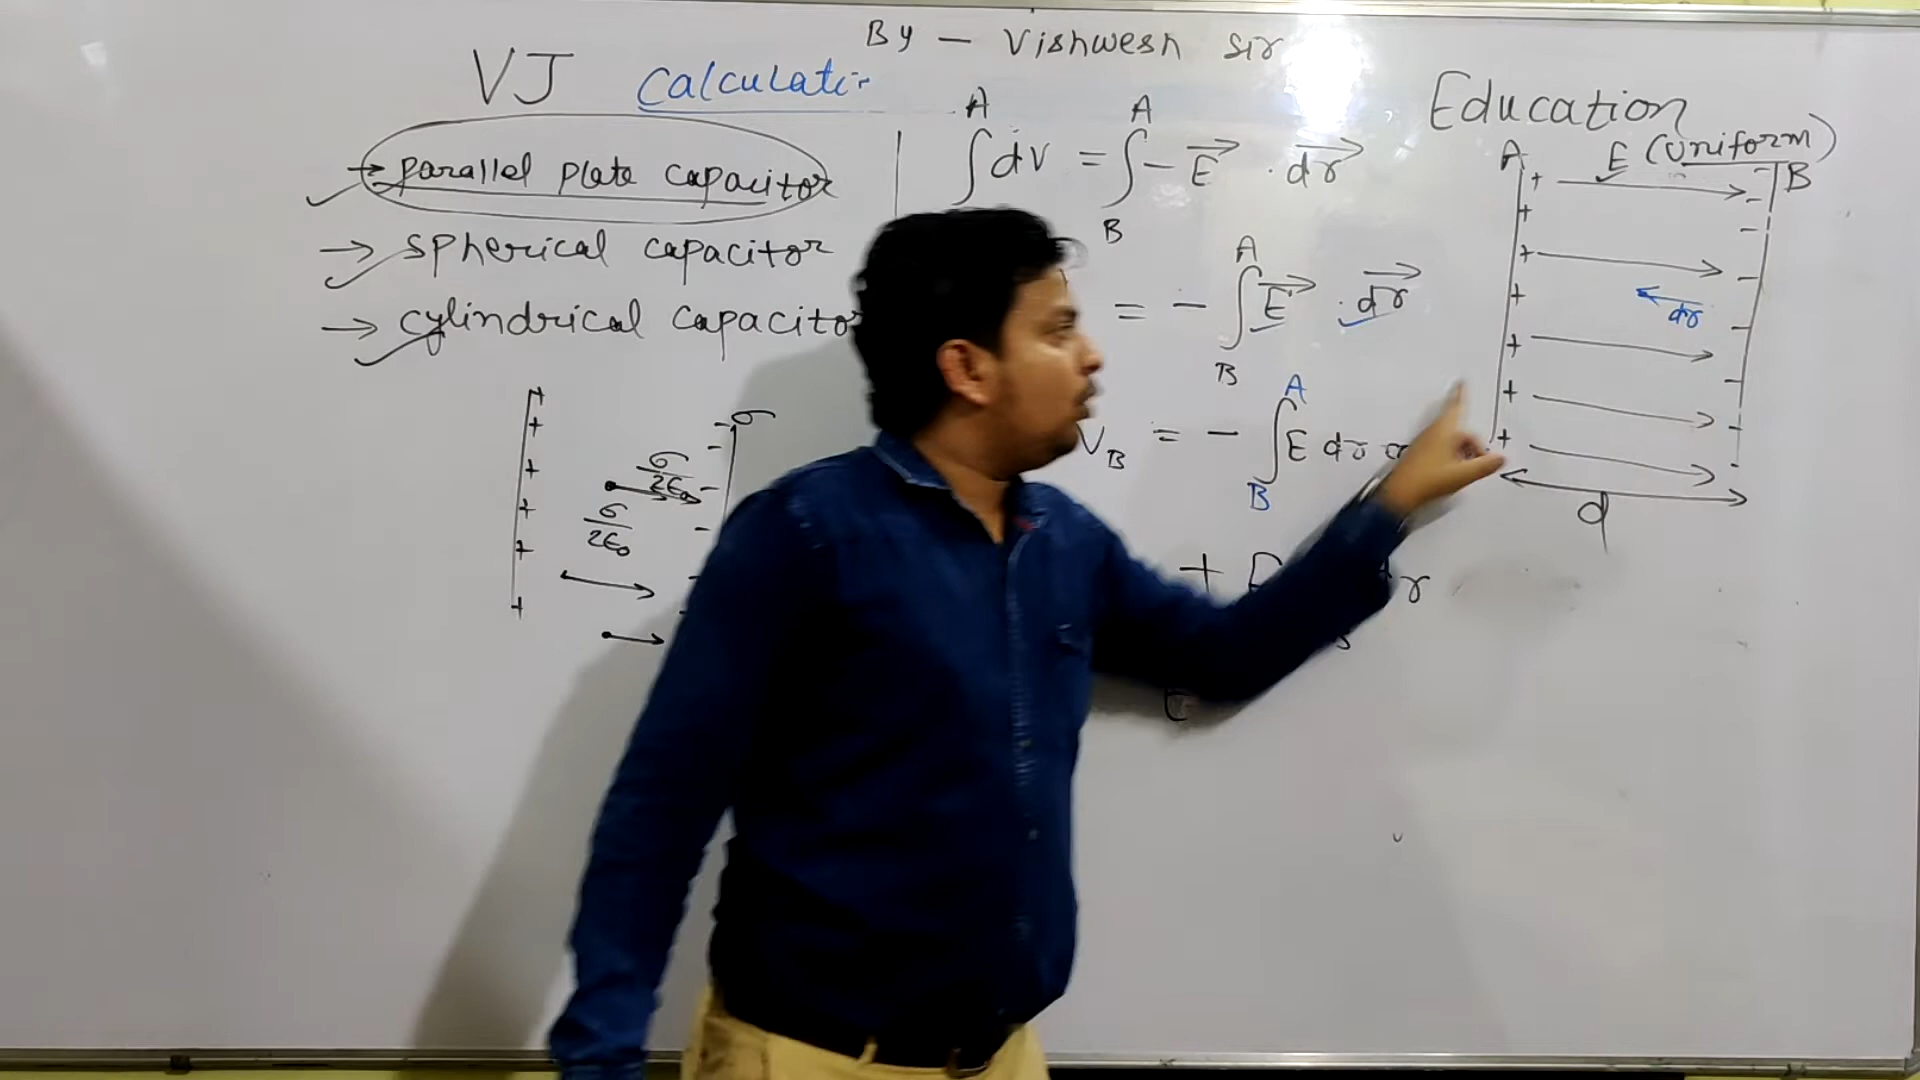 By - Vishwesh sir
VJ Calculati
Education
→ parallel plate capacitor
→ spherical capacitor
→ cylindrical capacitor
A A
∫dv = ∫ - E⃗ . dr⃗
B
A
= - ∫ E⃗ . dr⃗
B
A
V_B = - ∫ E dr
B
+
r
A E (Uniform) B
+ + + + + + +
- - - - - - - -
dr
d
+ + + + + +
- σ
σ/2ε₀
σ/2ε₀